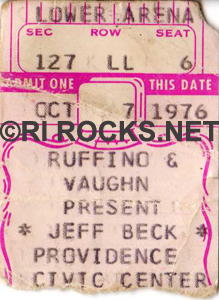 LOWER ARENA
SEC ROW SEAT
127 LL 6
ADMIT ONE THIS DATE
OCT 7 1976
©RI ROCKS.NET
RUFFINO &
VAUGHN
PRESENT
* JEFF BECK *
PROVIDENCE
CIVIC CENTER